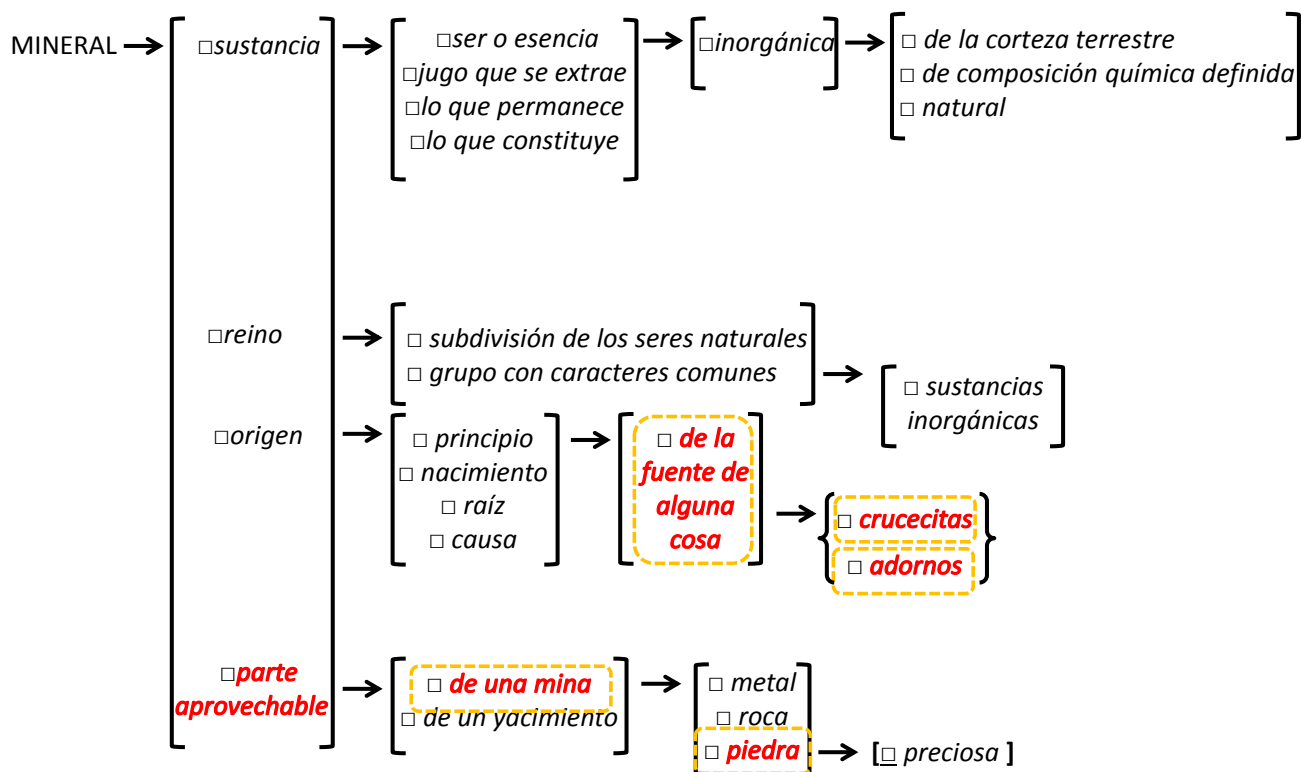 MINERAL → □sustancia → □ser o esencia → □inorgánica → □ de la corteza terrestre
□jugo que se extrae □ de composición química definida
□lo que permanece □ natural
□lo que constituye
□reino → □ subdivisión de los seres naturales
□ grupo con caracteres comunes → □ sustancias
inorgánicas
□origen → □ principio → □ de la
□ nacimiento fuente de
□ raíz alguna
□ causa cosa → □ crucecitas
□ adornos
□parte
aprovechable → □ de una mina → □ metal
□ de un yacimiento □ roca
□ piedra → [□ preciosa ]